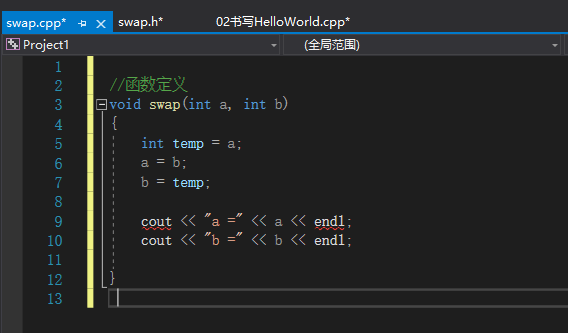 swap.cpp* swap.h* 02书写HelloWorld.cpp*
Project1 (全局范围)
1
2 //函数定义
3 void swap(int a, int b)
4 {
5 int temp = a;
6 a = b;
7 b = temp;
8
9 cout << "a =" << a << endl;
10 cout << "b =" << b << endl;
11
12 }
13